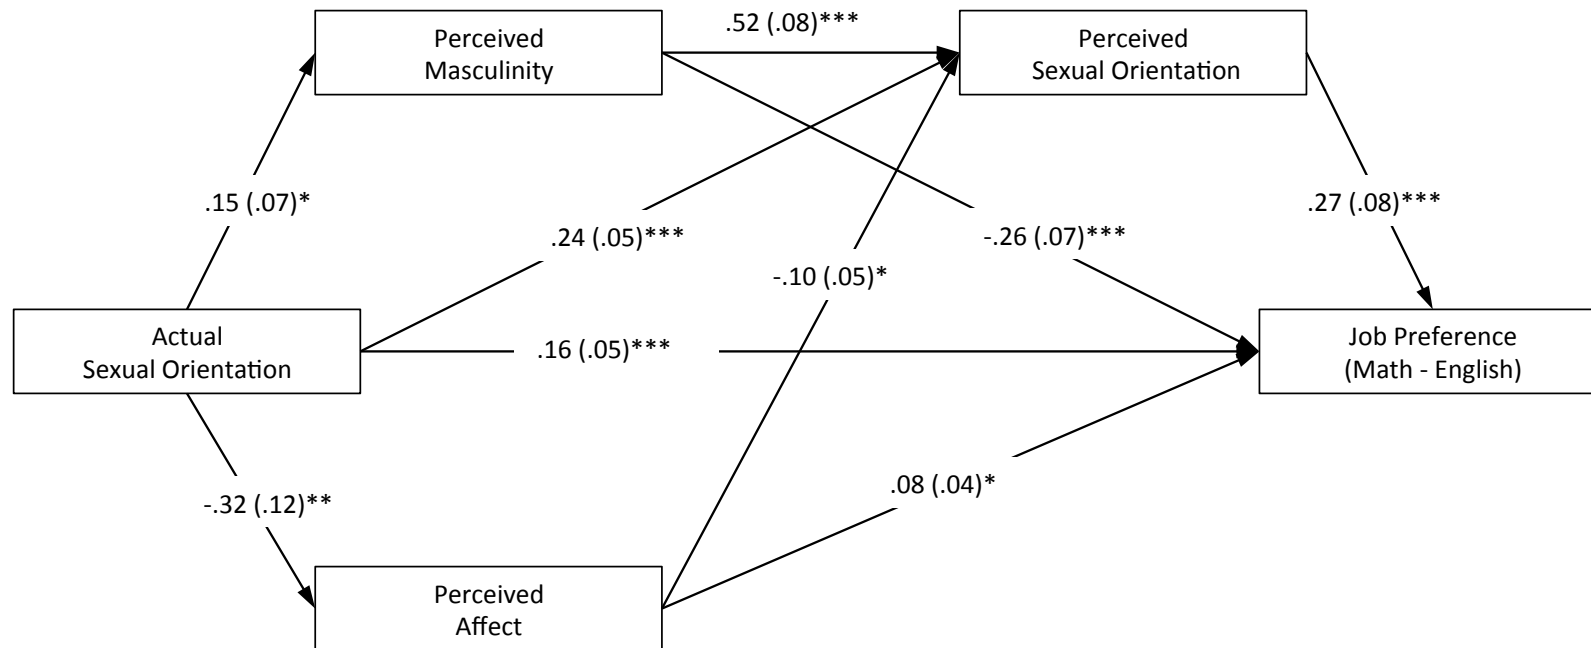 .52 (.08)***
Perceived
Masculinity
Perceived
Sexual Orientation
.15 (.07)*
.27 (.08)***
.24 (.05)***
-.26 (.07)***
-.10 (.05)*
Actual
Sexual Orientation
.16 (.05)***
Job Preference
(Math - English)
-.32 (.12)**
.08 (.04)*
Perceived
Affect